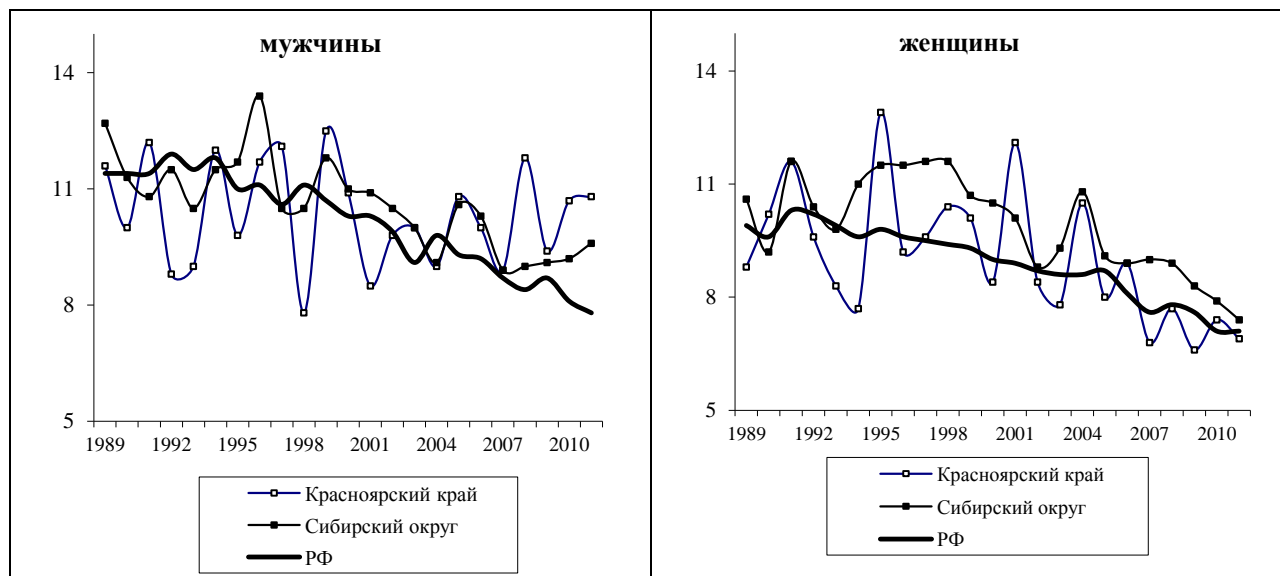 мужчины
14
11
8
5
1989 1992 1995 1998 2001 2004 2007 2010
Красноярский край
Сибирский округ
РФ
женщины
14
11
8
5
1989 1992 1995 1998 2001 2004 2007 2010
Красноярский край
Сибирский округ
РФ